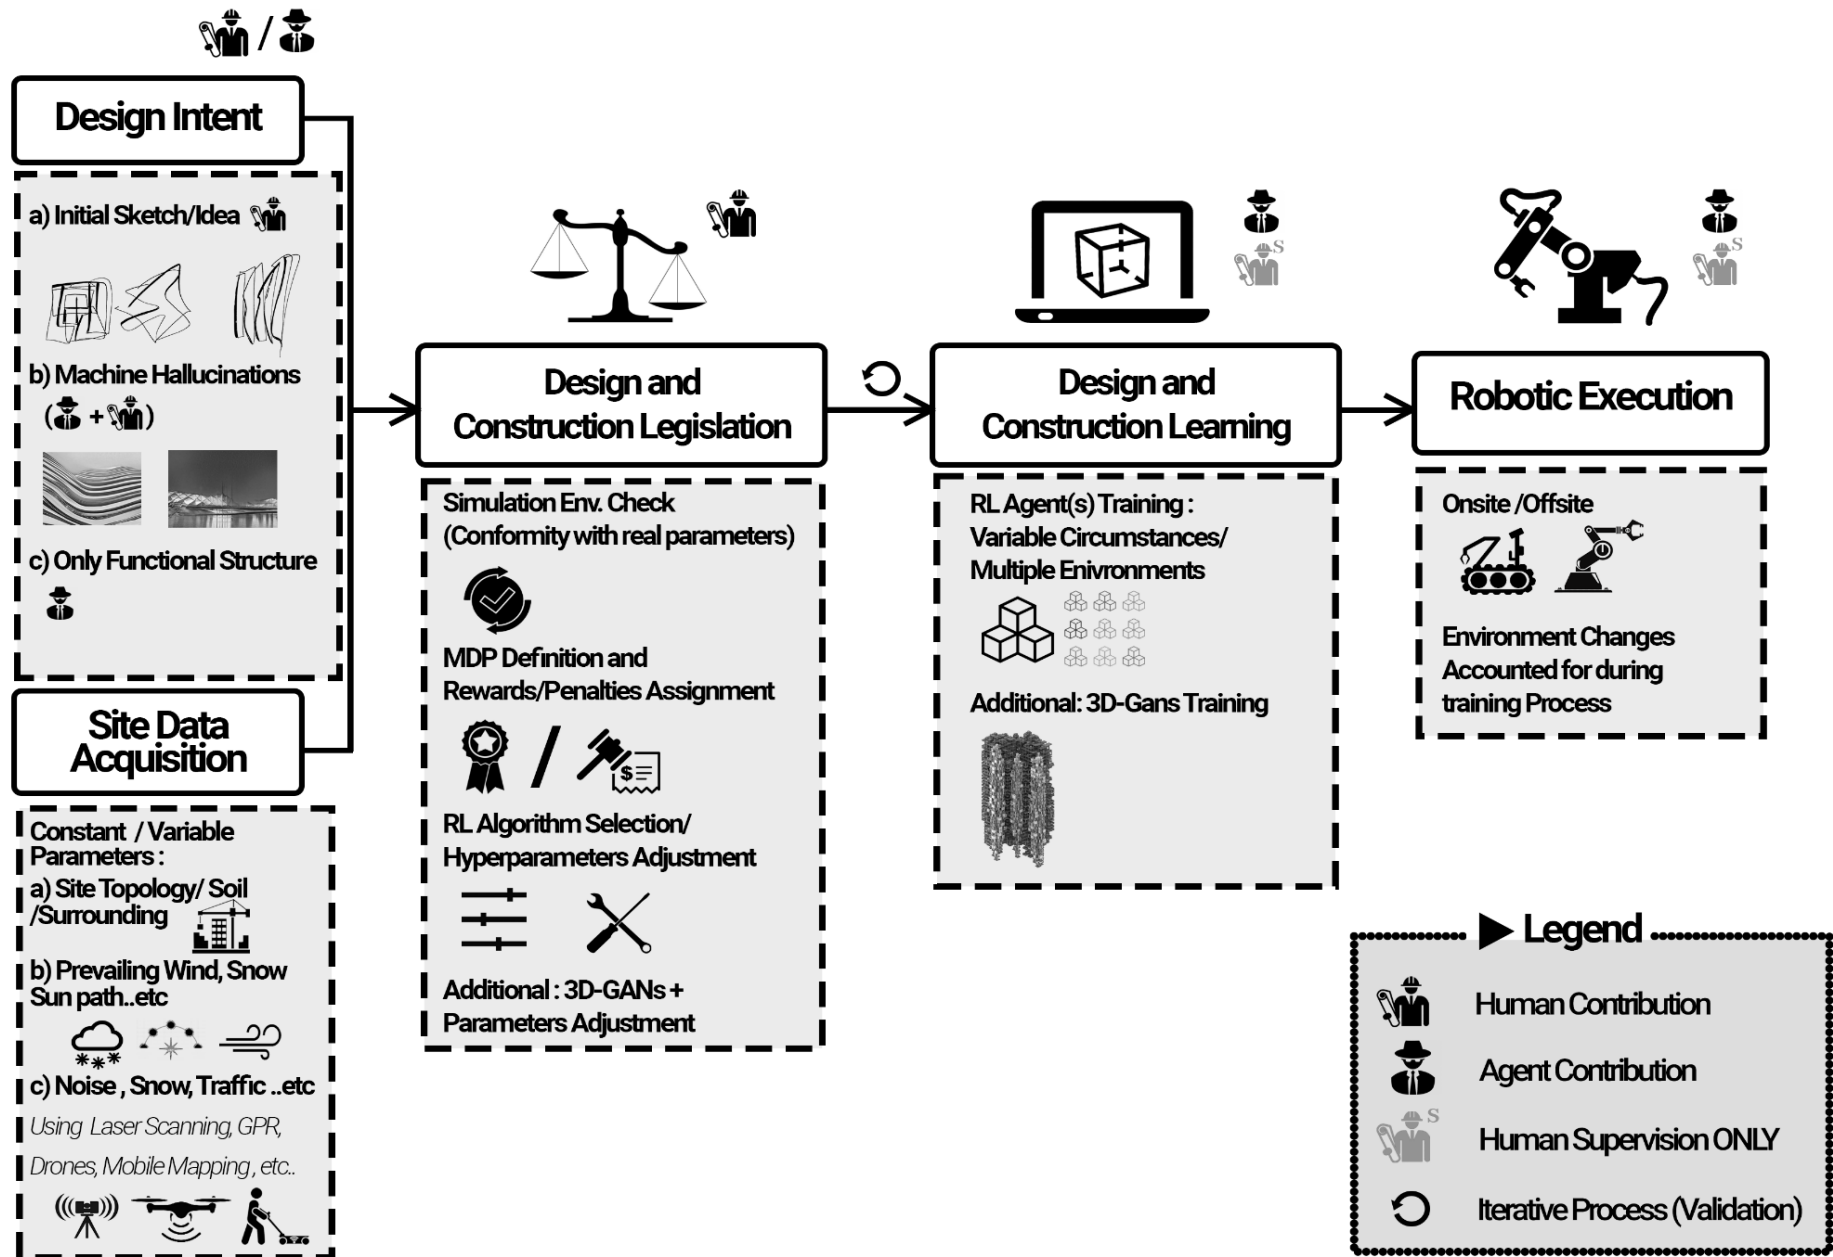 /
Design Intent
a) Initial Sketch/Idea
b) Machine Hallucinations
( + )
c) Only Functional Structure
Site Data
Acquisition
Constant / Variable
Parameters :
a) Site Topology/ Soil
/Surrounding
b) Prevailing Wind, Snow
Sun path..etc
c) Noise , Snow, Traffic ..etc
Using Laser Scanning, GPR,
Drones, Mobile Mapping , etc..
Design and
Construction Legislation
Simulation Env. Check
(Conformity with real parameters)
MDP Definition and
Rewards/Penalties Assignment
/
$
RL Algorithm Selection/
Hyperparameters Adjustment
Additional : 3D-GANs +
Parameters Adjustment
S
Design and
Construction Learning
RL Agent(s) Training :
Variable Circumstances/
Multiple Enivronments
Additional: 3D-Gans Training
S
Robotic Execution
Onsite /Offsite
Environment Changes
Accounted for during
training Process
Legend
Human Contribution
Agent Contribution
S
Human Supervision ONLY
Iterative Process (Validation)